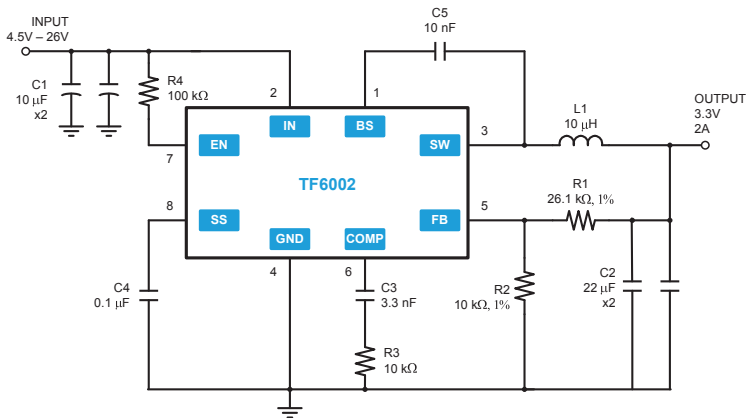 INPUT
4.5V – 26V
C1
10 µF
x2
R4
100 kΩ
C5
10 nF
2
1
IN
BS
7
EN
SW
3
L1
10 µH
OUTPUT
3.3V
2A
TF6002
8
SS
FB
5
R1
26.1 kΩ, 1%
GND
COMP
4
6
C4
0.1 µF
C3
3.3 nF
R2
10 kΩ, 1%
C2
22 µF
x2
R3
10 kΩ